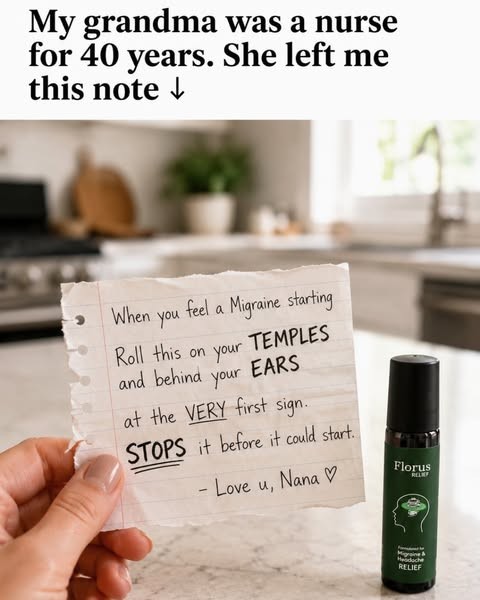 My grandma was a nurse
for 40 years. She left me
this note ↓
When you feel a Migraine starting
Roll this on your TEMPLES
and behind your EARS
at the VERY first sign.
STOPS it before it could start.
- Love u, Nana ♡
Florus
RELIEF
Formulated for
Migraine &
Headache
RELIEF